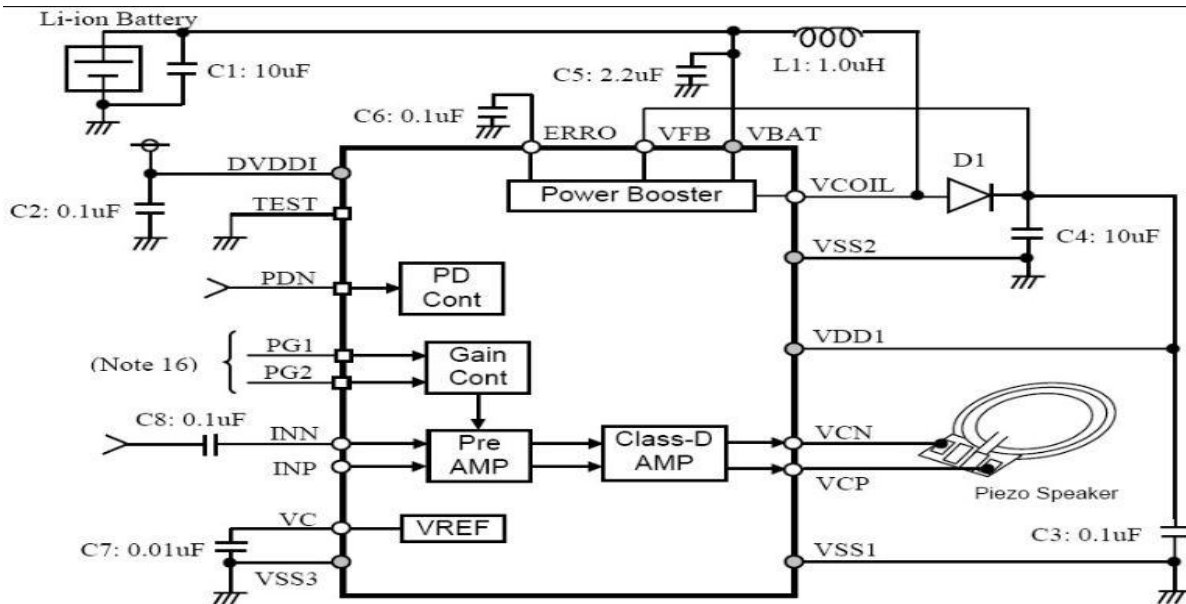 Li-ion Battery
C1: 10uF
C5: 2.2uF
L1: 1.0uH
C6: 0.1uF
ERRO
VFB
VBAT
DVDDI
D1
Power Booster
VCOIL
C2: 0.1uF
TEST
C4: 10uF
VSS2
PDN
PD
Cont
VDD1
(Note 16)
PG1
PG2
Gain
Cont
C8: 0.1uF
INN
INP
Pre
AMP
Class-D
AMP
VCN
VCP
Piezo Speaker
VC
VREF
C7: 0.01uF
VSS3
VSS1
C3: 0.1uF